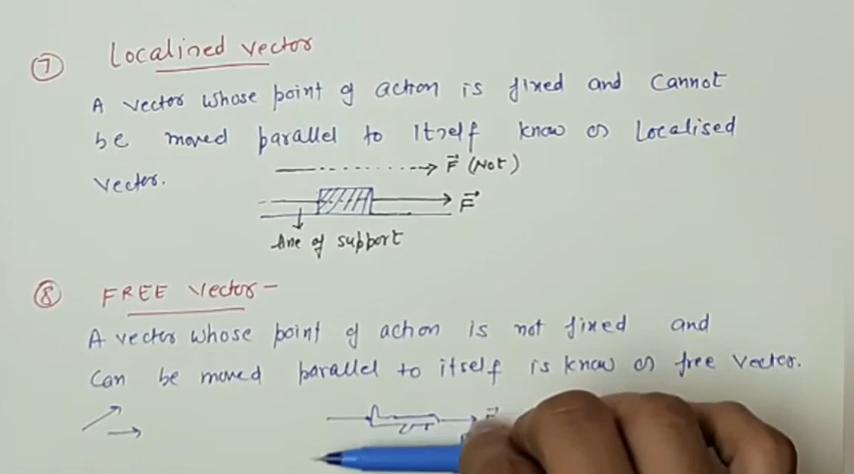 ⑦ Localised vector
A vector whose point of action is fixed and cannot
be moved parallel to itself know as localised
vector.
F (Not)
F
line of support
⑧ FREE vector -
A vector whose point of action is not fixed and
can be moved parallel to itself is know as free vector.
F